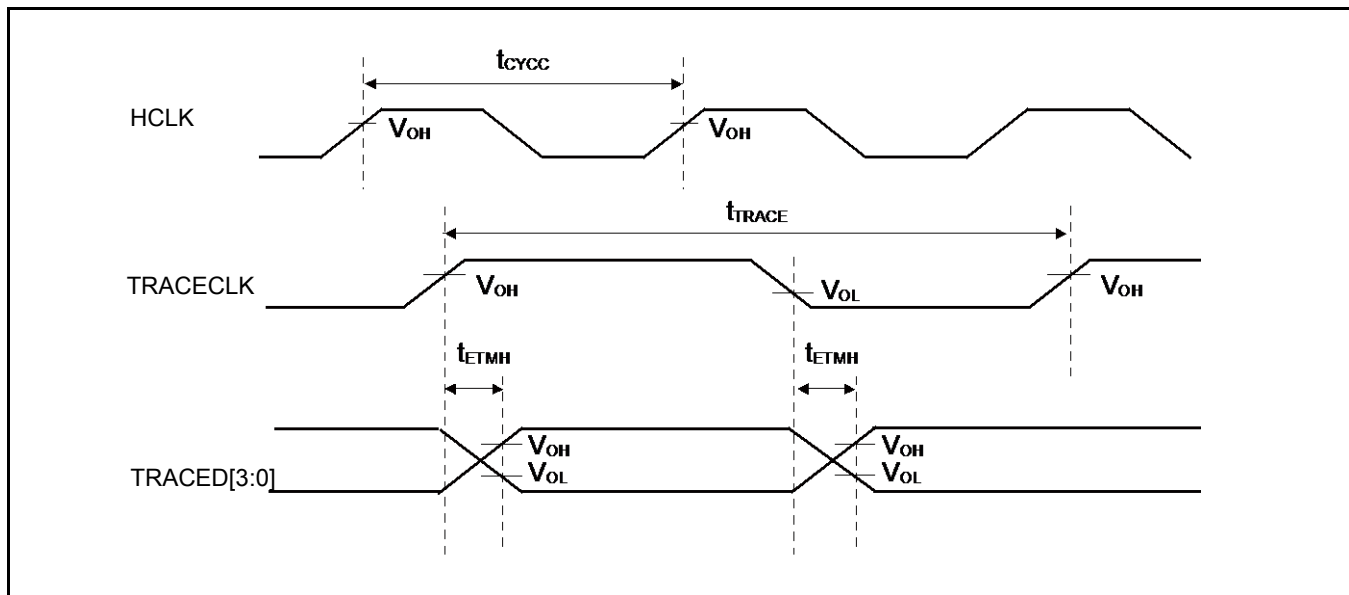 tCYCC
HCLK
VOH
VOH
tTRACE
TRACECLK
VOH
VOL
VOH
tETMH
tETMH
TRACED[3:0]
VOH
VOH
VOL
VOL